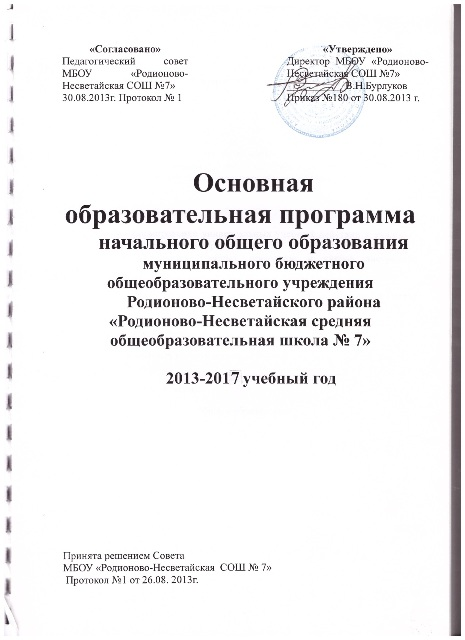 «Согласовано»
Педагогический совет
МБОУ «Родионово-
Несветайская СОШ №7»
30.08.2013г. Протокол № 1
«Утверждено»
Директор МБОУ «Родионово-
Несветайская СОШ №7»
В.Н.Бурлуков
Приказ №180 от 30.08.2013 г.
Основная
образовательная программа
начального общего образования
муниципального бюджетного
общеобразовательного учреждения
Родионово-Несветайского района
«Родионово-Несветайская средняя
общеобразовательная школа № 7»
2013-2017 учебный год
Принята решением Совета
МБОУ «Родионово-Несветайская СОШ № 7»
Протокол №1 от 26.08. 2013г.